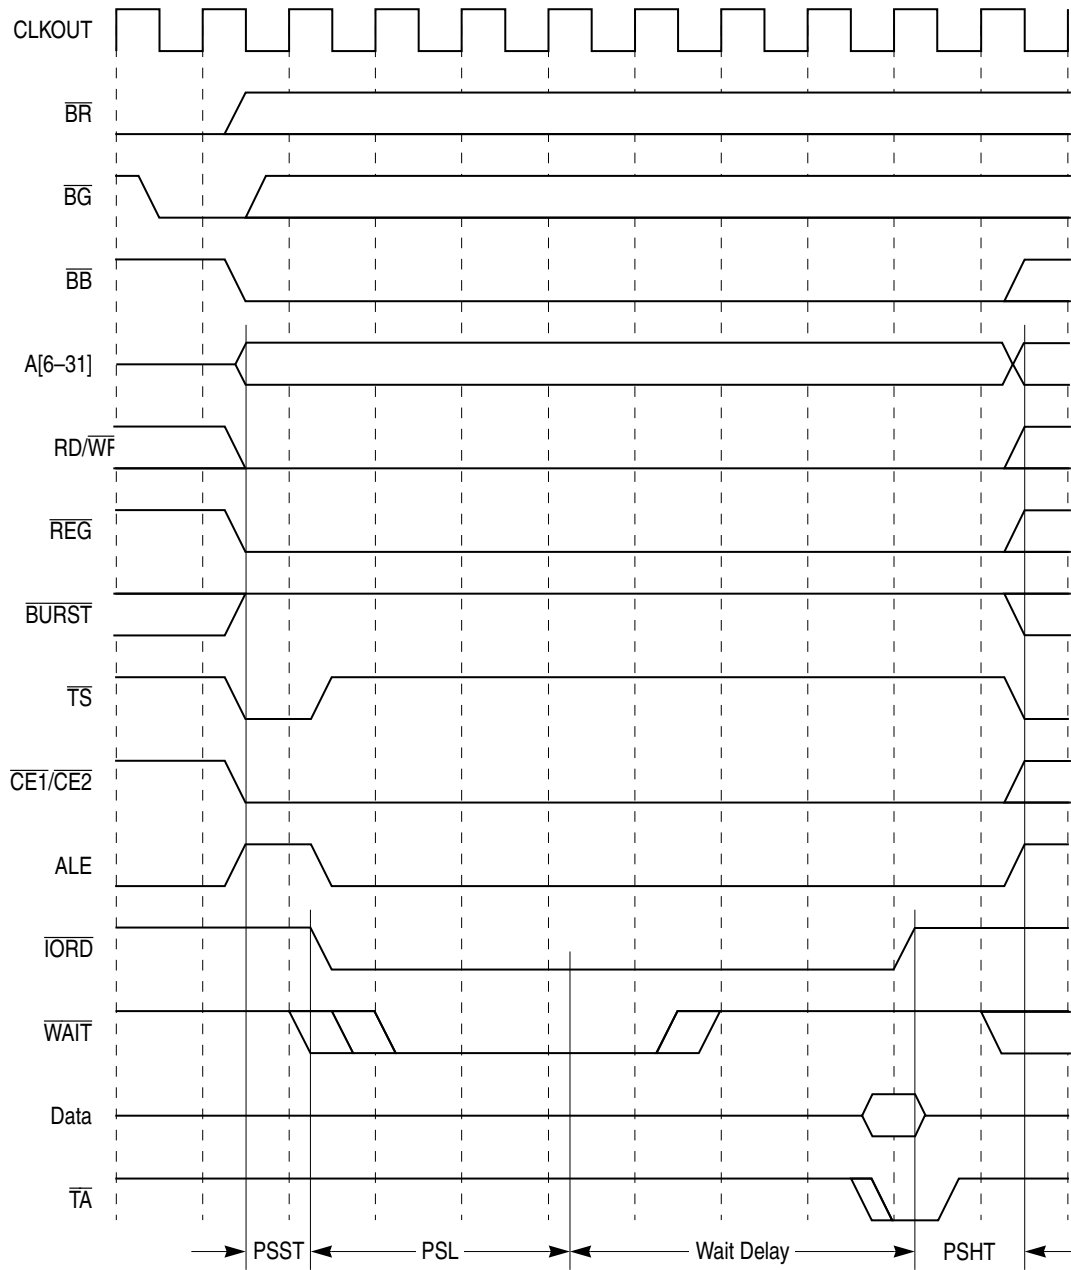 CLKOUT
BR
BG
BB
A[6–31]
RD/WF
REG
BURST
TS
CE1/CE2
ALE
IORD
WAIT
Data
TA
PSST
PSL
Wait Delay
PSHT